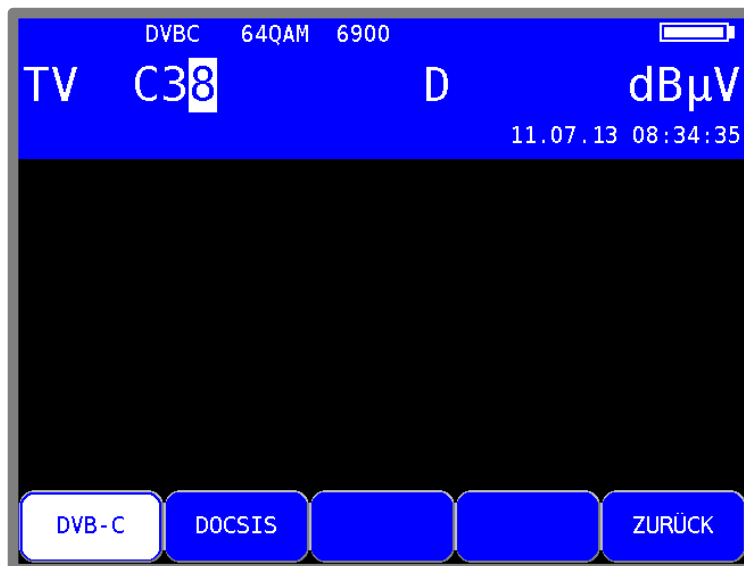 DVBC 64QAM 6900
TV C38 D dBµV
11.07.13 08:34:35
DVB-C DOCSIS ZURÜCK